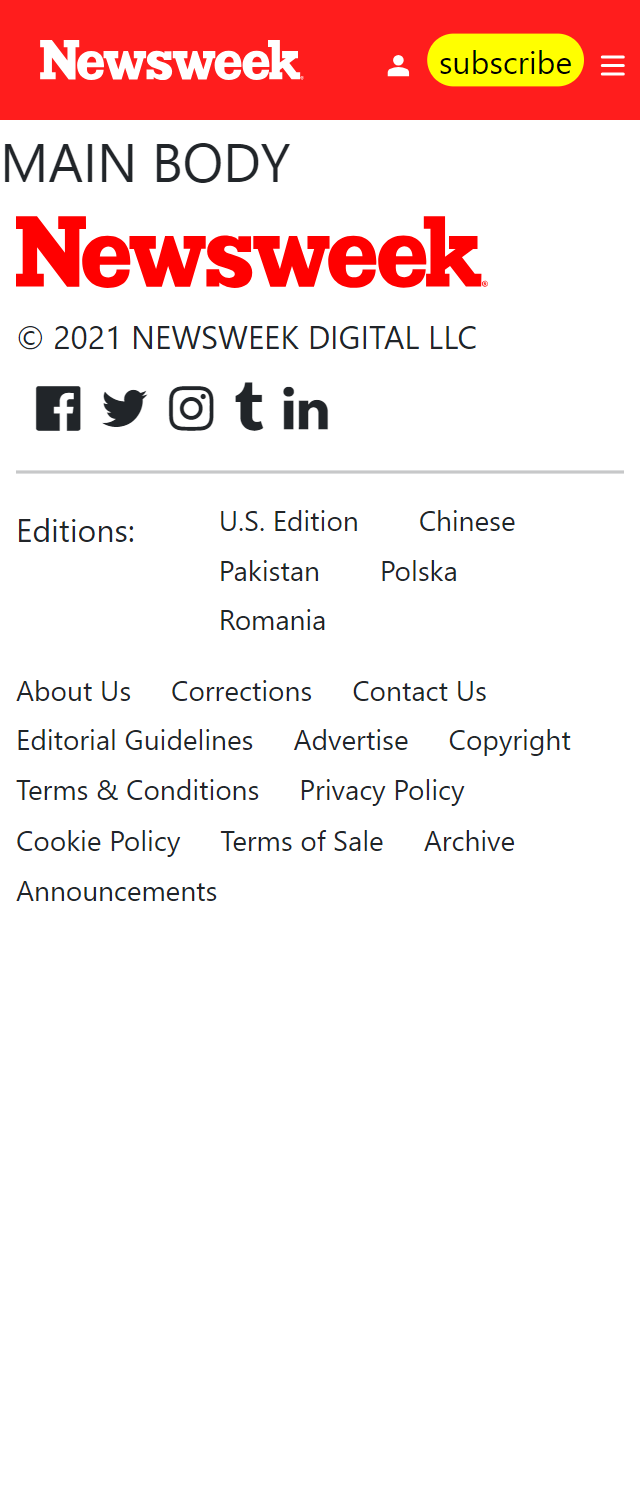 Newsweek
subscribe
MAIN BODY
Newsweek®
© 2021 NEWSWEEK DIGITAL LLC
Editions:
U.S. Edition Chinese
Pakistan Polska
Romania
About Us Corrections Contact Us
Editorial Guidelines Advertise Copyright
Terms & Conditions Privacy Policy
Cookie Policy Terms of Sale Archive
Announcements